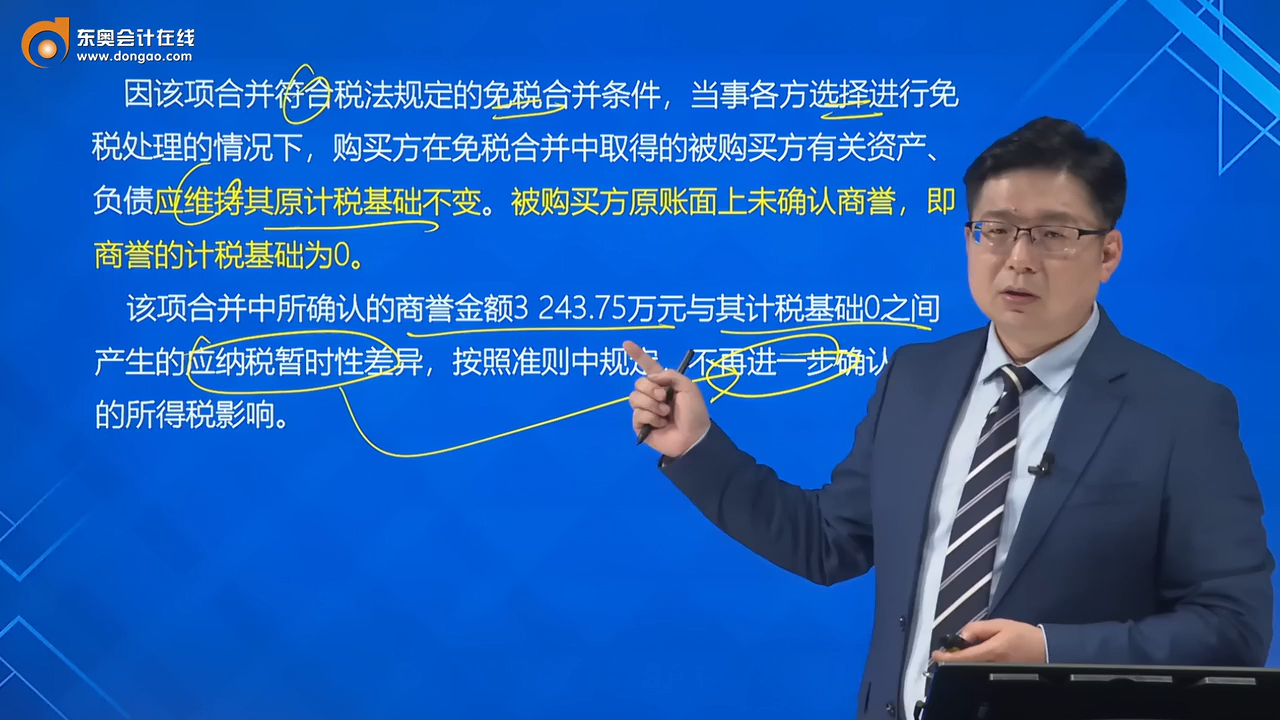 东奥会计在线
www.dongao.com
因该项合并符合税法规定的免税合并条件，当事各方选择进行免
税处理的情况下，购买方在免税合并中取得的被购买方有关资产、
负债应维持其原计税基础不变。被购买方原账面上未确认商誉，即
商誉的计税基础为0。
该项合并中所确认的商誉金额3 243.75万元与其计税基础0之间
产生的应纳税暂时性差异，按照准则中规定，不再进一步确认
的所得税影响。